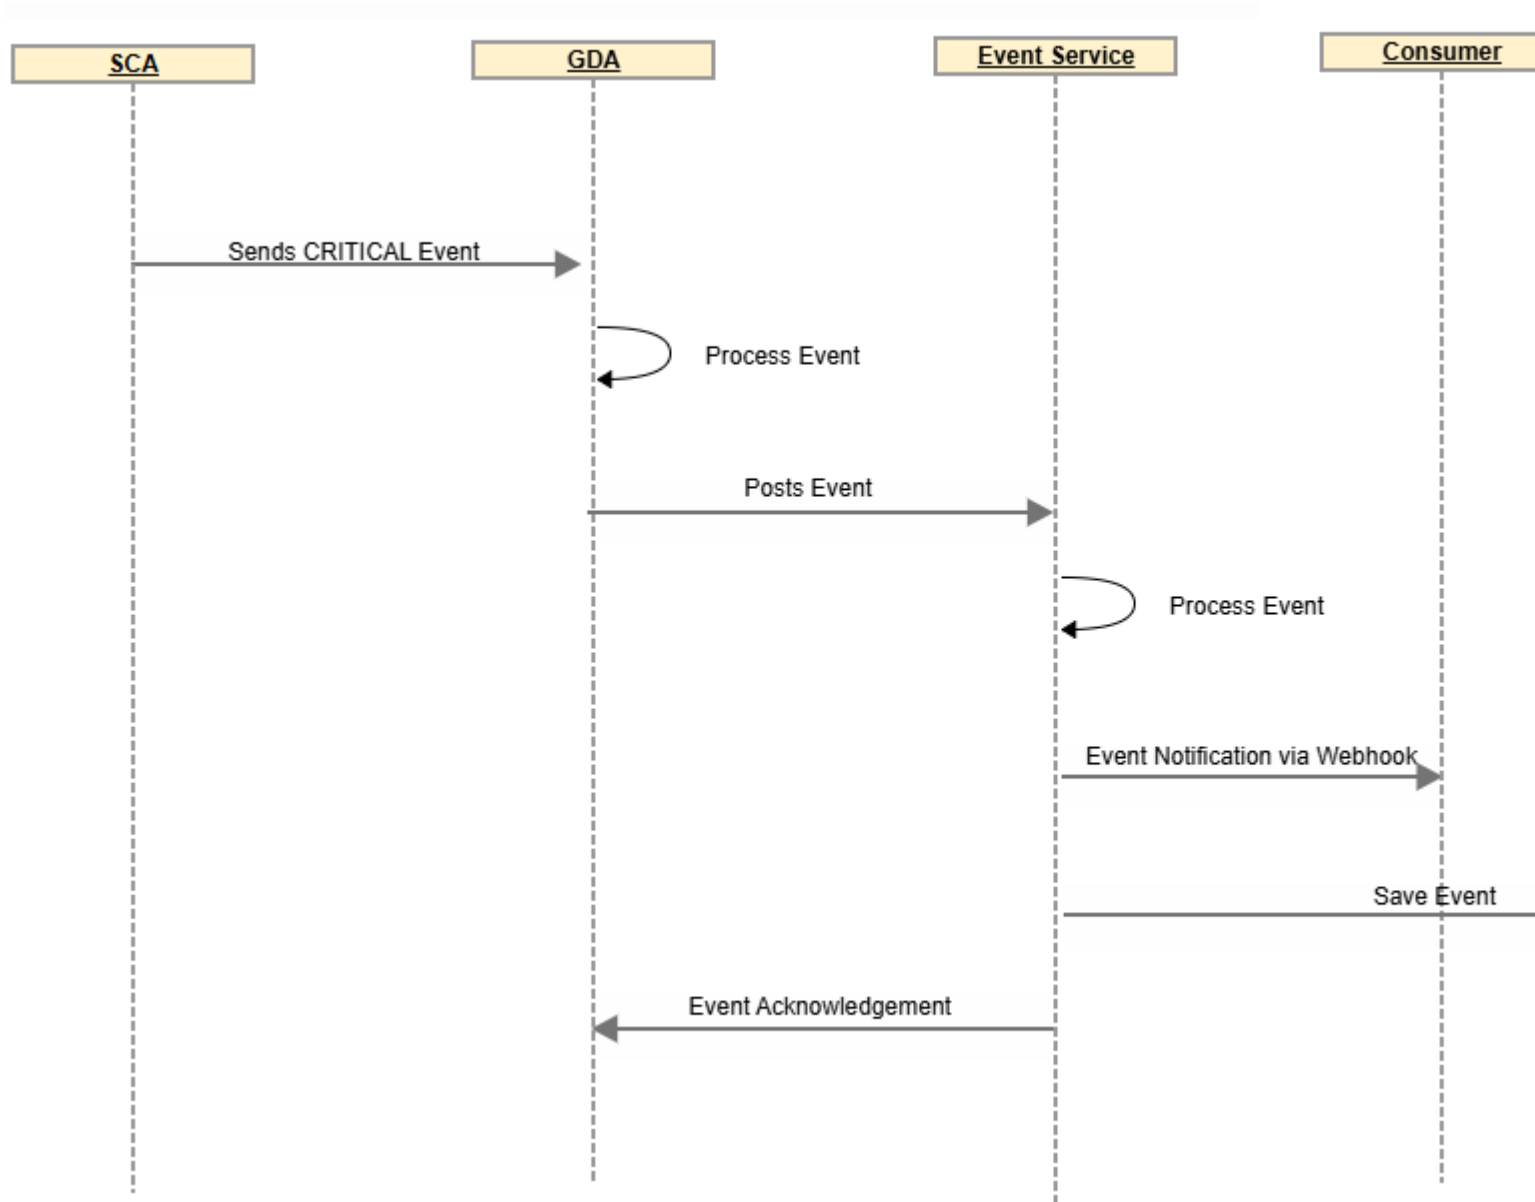 SCA
GDA
Event Service
Consumer
Sends CRITICAL Event
Process Event
Posts Event
Process Event
Event Notification via Webhook
Save Event
Event Acknowledgement